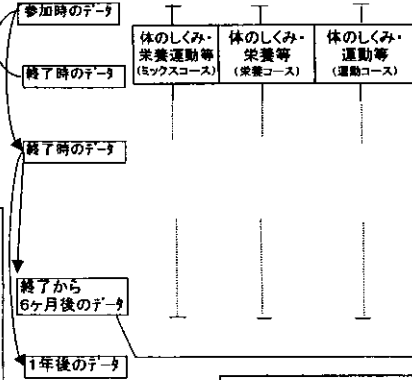 参加時のデータ
体のしくみ・
栄養運動等
(ミックスコース)
体のしくみ・
栄養等
(栄養コース)
体のしくみ・
運動等
(運動コース)
終了時のデータ
終了時のデータ
終了から
6ヶ月後のデータ
1年後のデータ